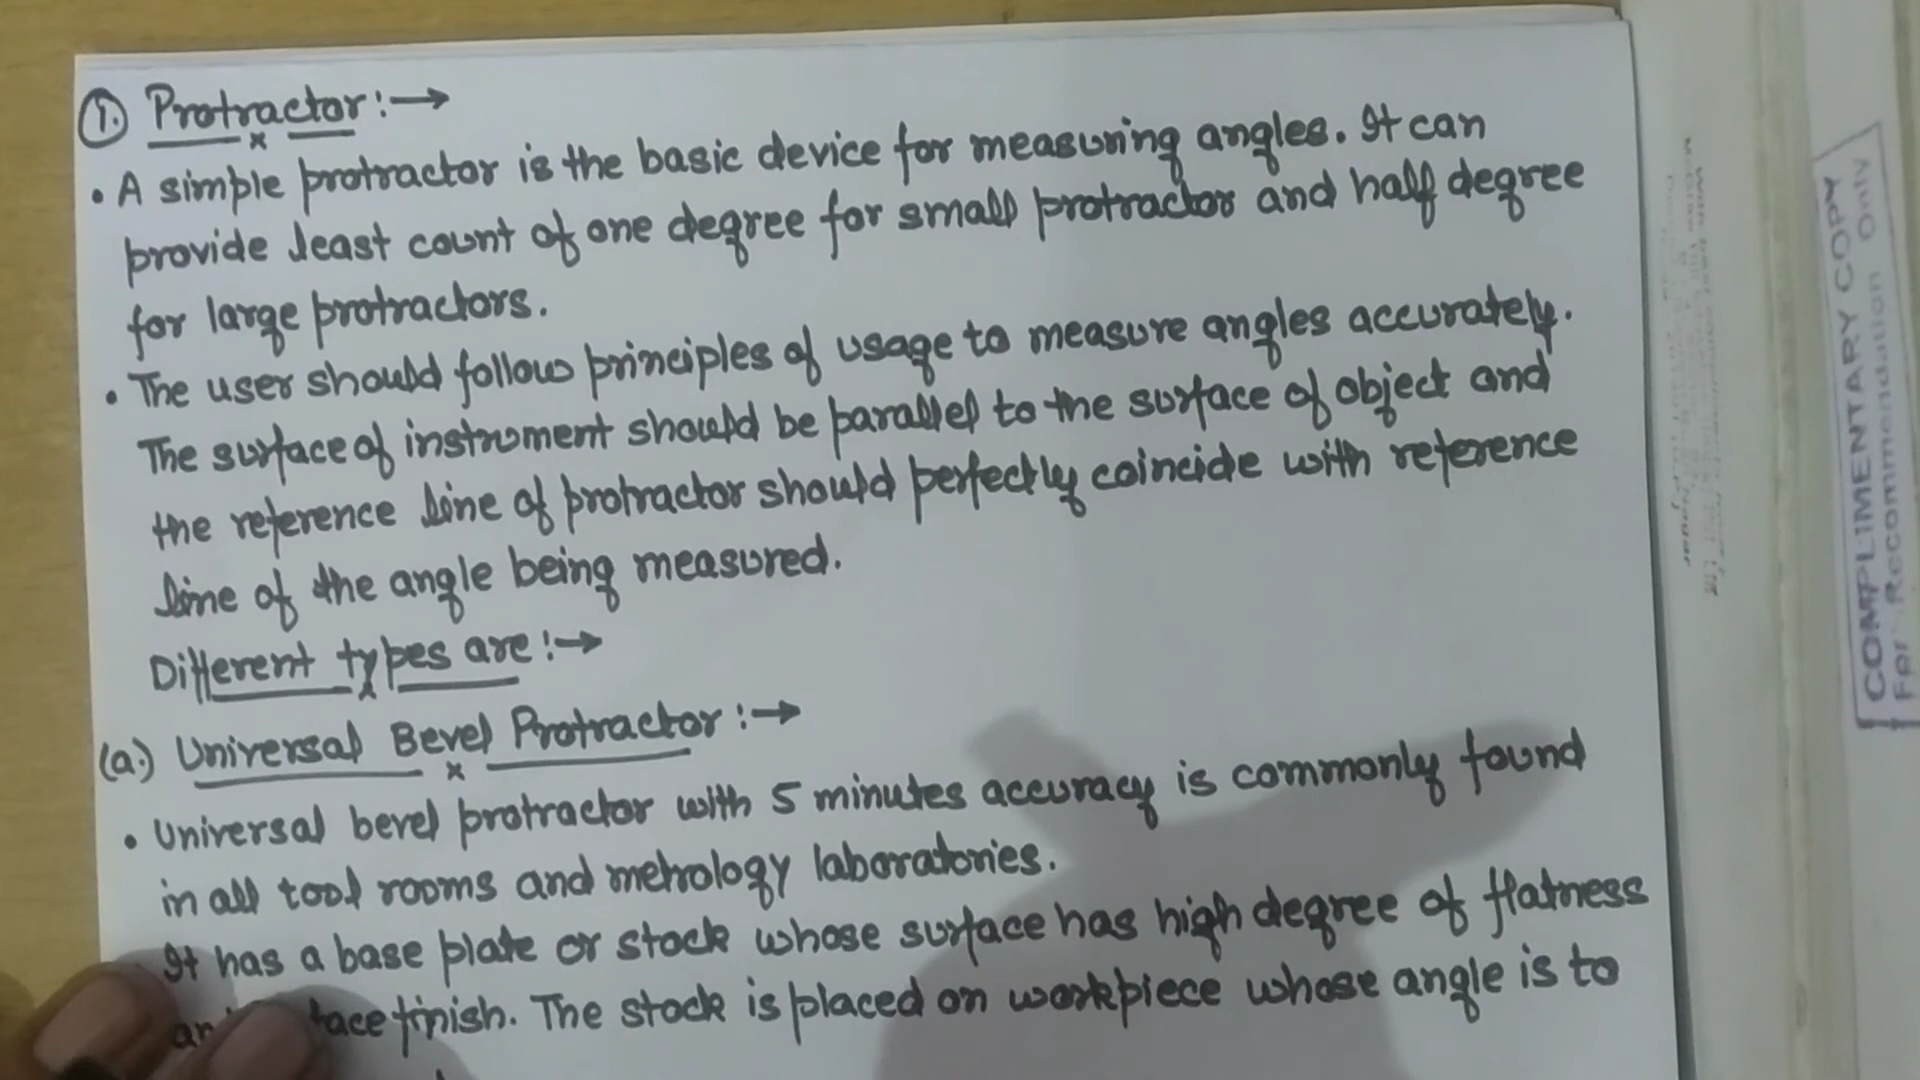 1. Protractor:→
• A simple protractor is the basic device for measuring angles. It can
provide least count of one degree for small protractor and half degree
for large protractors.
• The user should follow principles of usage to measure angles accurately.
The surface of instrument should be parallel to the surface of object and
the reference line of protractor should perfectly coincide with reference
line of the angle being measured.
Different types are:→
(a.) Universal Bevel Protractor:→
• Universal bevel protractor with 5 minutes accuracy is commonly found
in all tool rooms and metrology laboratories.
It has a base plate or stock whose surface has high degree of flatness
finish. The stock is placed on workpiece whose angle is to
COMPLIMENTARY COPY
For Recommendation Only